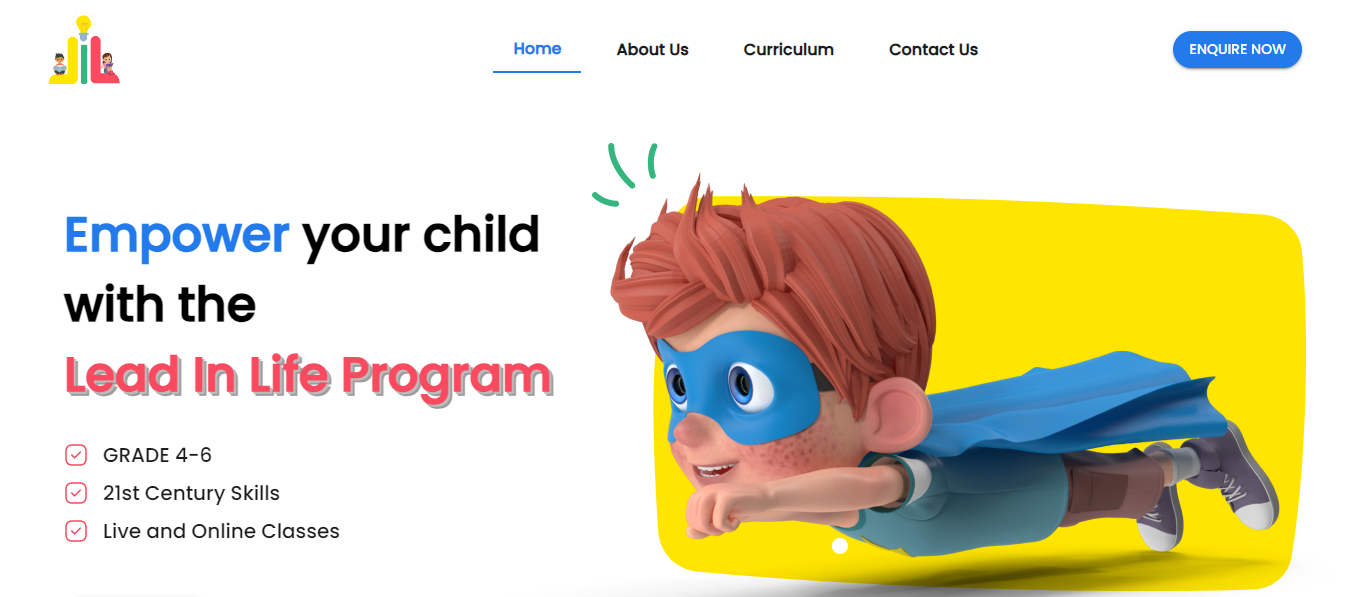 LIL
Home
About Us
Curriculum
Contact Us
ENQUIRE NOW
Empower your child
with the
Lead In Life Program
GRADE 4-6
21st Century Skills
Live and Online Classes